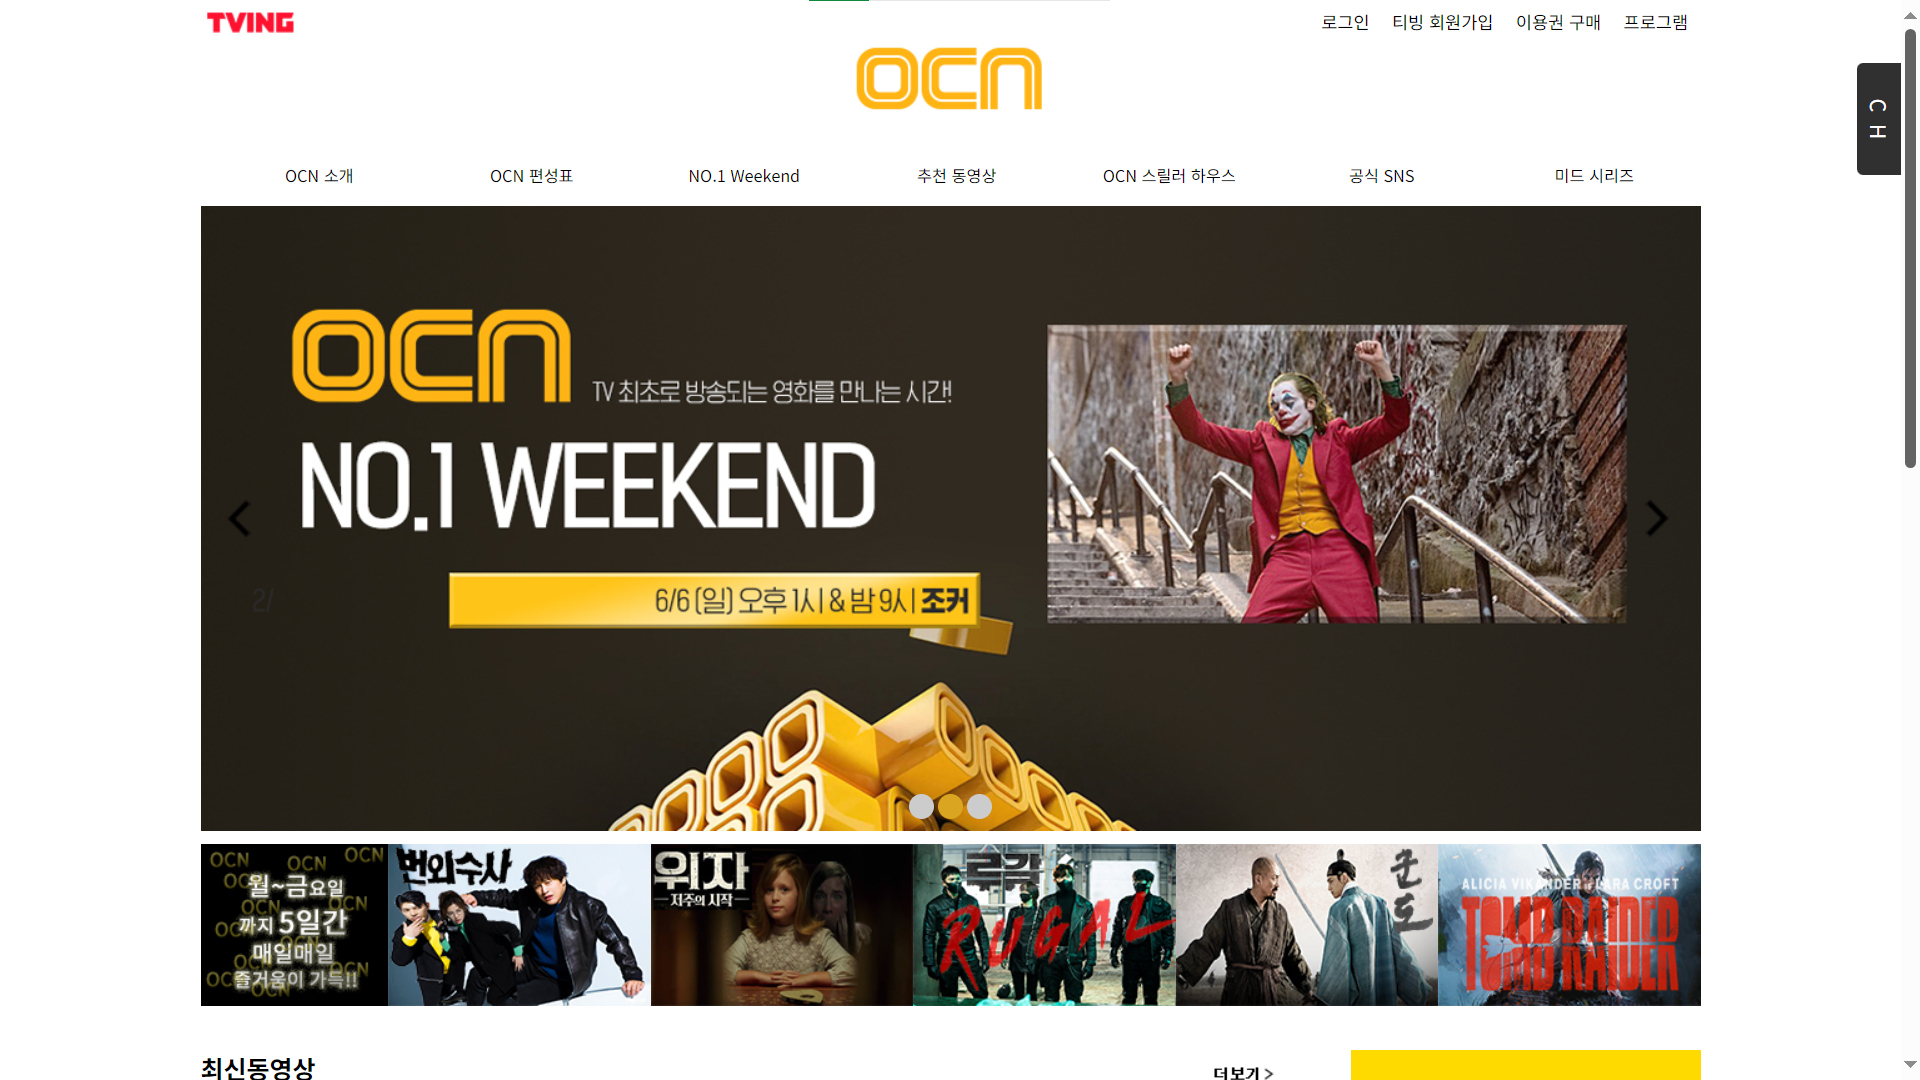 TVING
로그인 티빙 회원가입 이용권 구매 프로그램
OCN
C H
OCN 소개 OCN 편성표 NO.1 Weekend 추천 동영상 OCN 스릴러 하우스 공식 SNS 미드 시리즈
OCN TV 최초로 방송되는 영화를 만나는 시간!
NO.1 WEEKEND
2/
6/6 (일) 오후 1시 & 밤 9시 조커
OCN OCN OCN
월~금요일
OCN OCN
까지 5일간
매일매일
즐거움이 가득!!
번외수사
위자
저주의 시작
루갈
RUGAL
군도
ALICIA VIKANDER IS LARA CROFT
TOMB RAIDER
최신동영상
더보기 >